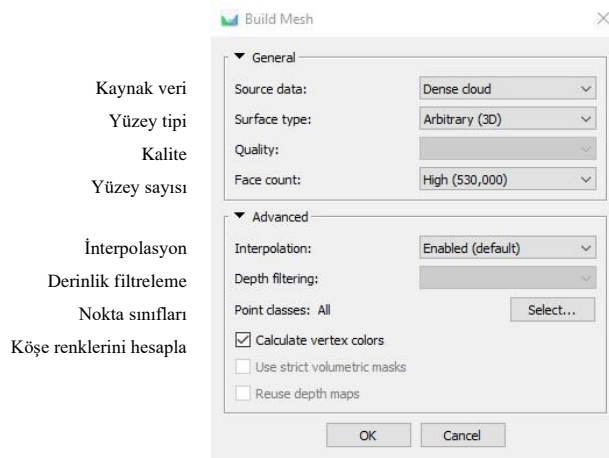 Build Mesh
General
Kaynak veri Source data: Dense cloud
Yüzey tipi Surface type: Arbitrary (3D)
Kalite Quality:
Yüzey sayısı Face count: High (530,000)
Advanced
İnterpolasyon Interpolation: Enabled (default)
Derinlik filtreleme Depth filtering:
Nokta sınıfları Point classes: All Select...
Köşe renklerini hesapla Calculate vertex colors
Use strict volumetric masks
Reuse depth maps
OK Cancel